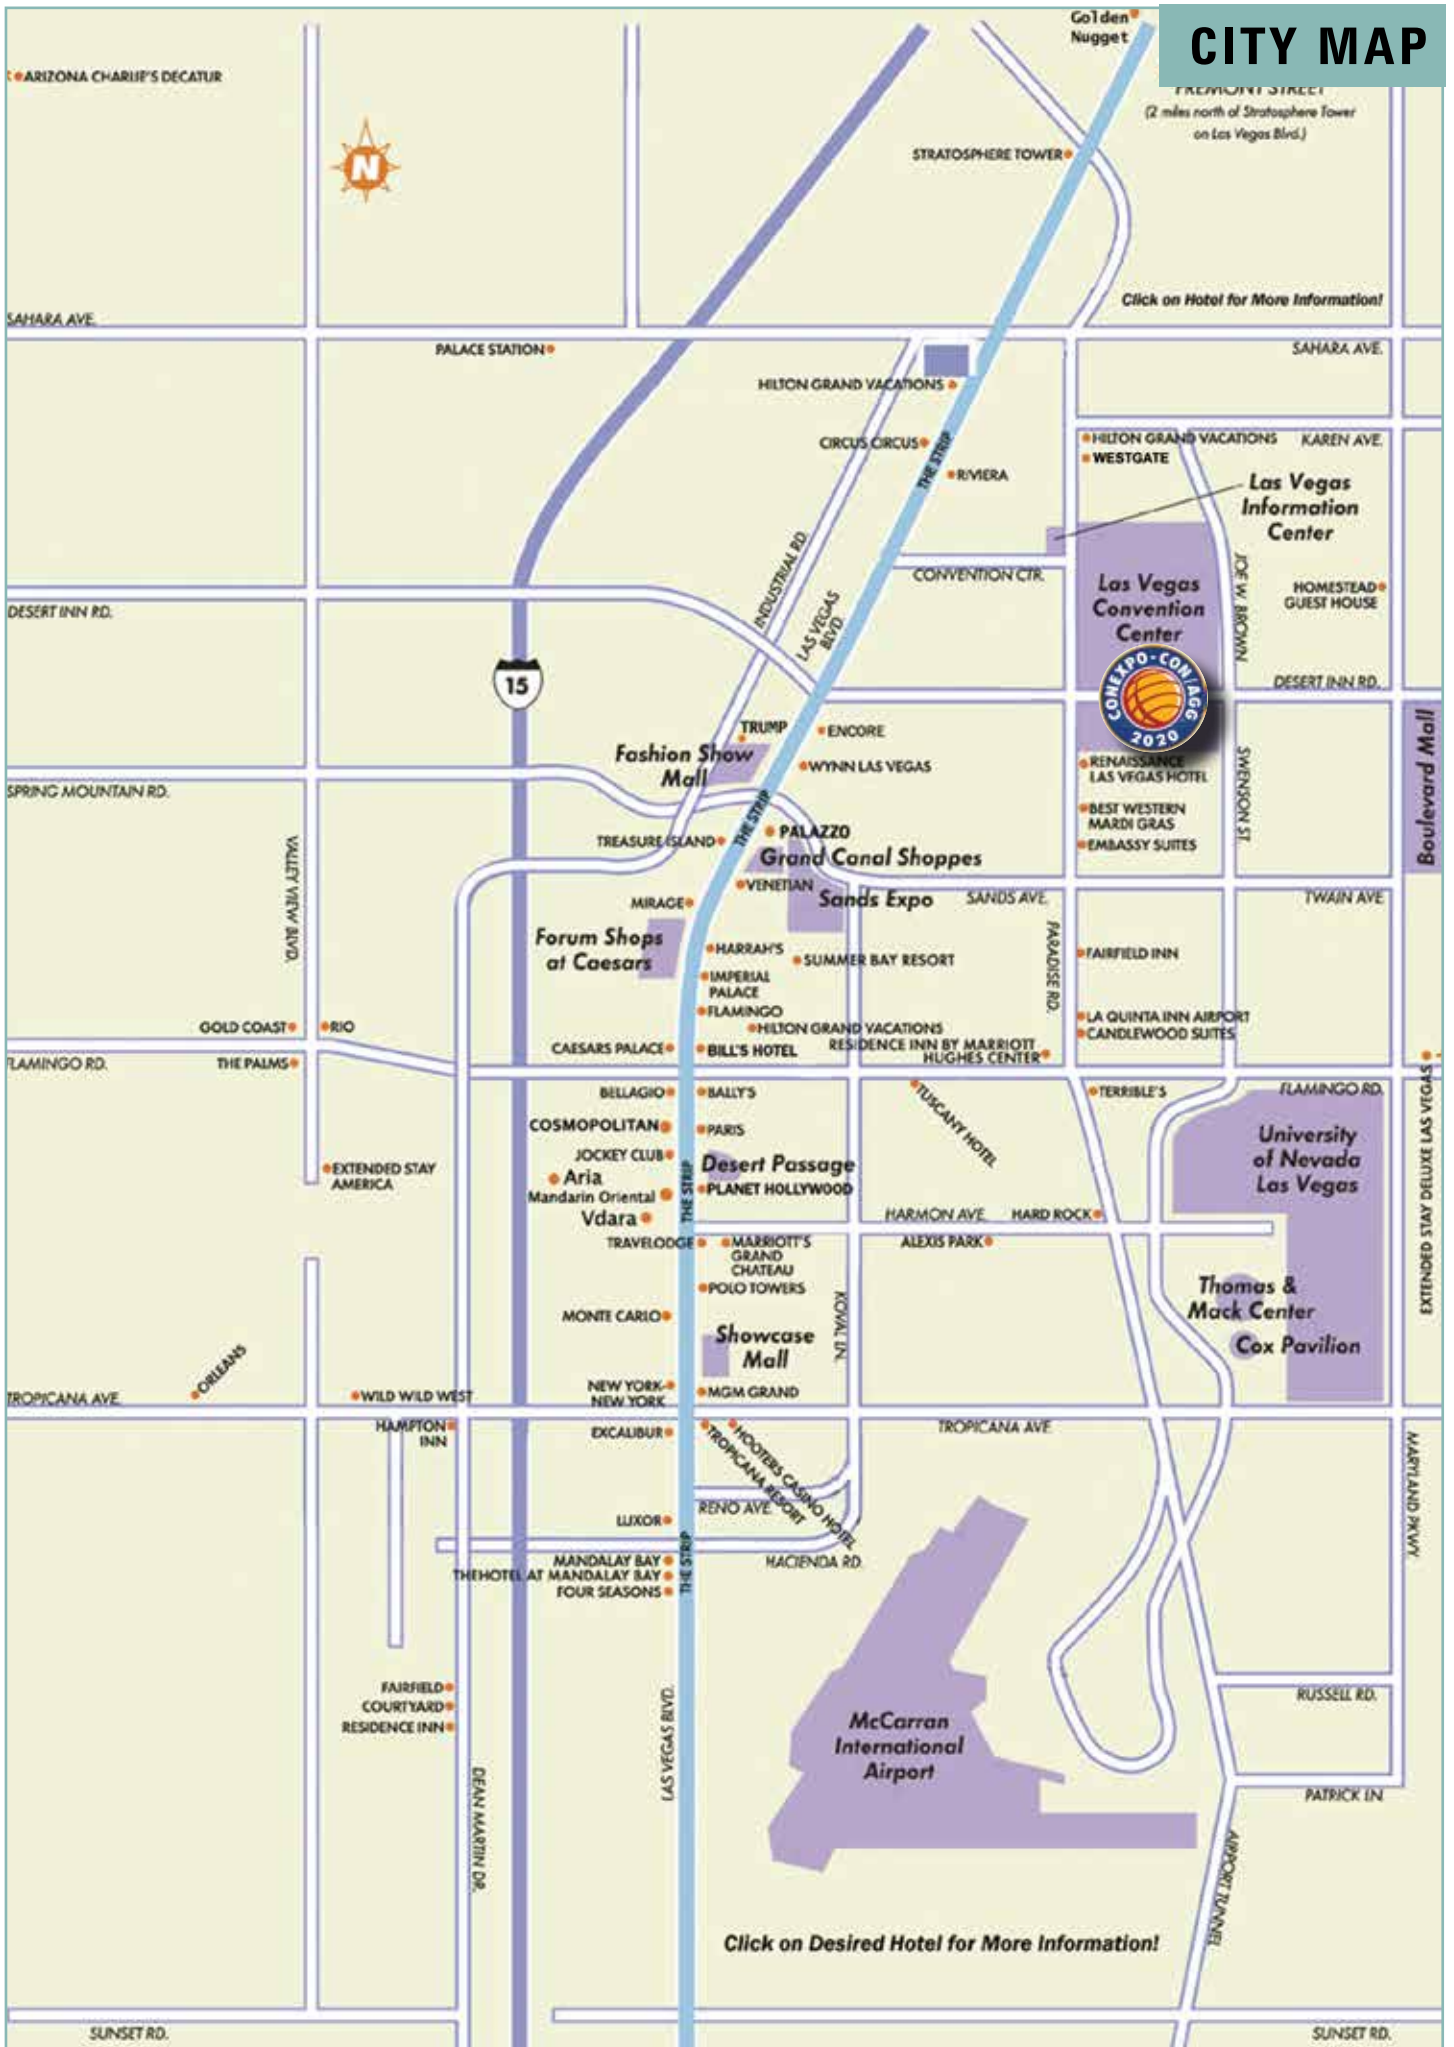 Golden
Nugget
CITY MAP
ARIZONA CHARLIE'S DECATUR
FREMONT STREET
(2 miles north of Stratosphere Tower
on Las Vegas Blvd.)
N
STRATOSPHERE TOWER
Click on Hotel for More Information!
SAHARA AVE.
PALACE STATION
SAHARA AVE.
HILTON GRAND VACATIONS
CIRCUS CIRCUS
THE STRIP
RIVIERA
HILTON GRAND VACATIONS
KAREN AVE.
WESTGATE
Las Vegas
Information
Center
INDUSTRIAL RD.
CONVENTION CTR.
LAS VEGAS
BLVD.
Las Vegas
Convention
Center
JOE W. BROWN
HOMESTEAD
GUEST HOUSE
DESERT INN RD.
15
CONEXPO-CON/AGG
2020
DESERT INN RD.
TRUMP
ENCORE
Fashion Show
Mall
WYNN LAS VEGAS
RENAISSANCE
LAS VEGAS HOTEL
SWENSON ST.
Boulevard Mall
SPRING MOUNTAIN RD.
THE STRIP
BEST WESTERN
MARDI GRAS
TREASURE ISLAND
PALAZZO
EMBASSY SUITES
Grand Canal Shoppes
VALLEY VIEW BLVD.
VENETIAN
MIRAGE
Sands Expo
SANDS AVE.
TWAIN AVE
Forum Shops
at Caesars
HARRAH'S
SUMMER BAY RESORT
PARADISE RD.
FAIRFIELD INN
IMPERIAL
PALACE
FLAMINGO
LA QUINTA INN AIRPORT
GOLD COAST
RIO
HILTON GRAND VACATIONS
CANDLEWOOD SUITES
CAESARS PALACE
BILL'S HOTEL
RESIDENCE INN BY MARRIOTT
HUGHES CENTER
FLAMINGO RD.
THE PALMS
BELLAGIO
BALLY'S
TUSCANY HOTEL
TERRIBLE'S
FLAMINGO RD.
EXTENDED STAY DELUXE LAS VEGAS
COSMOPOLITAN
PARIS
University
of Nevada
Las Vegas
JOCKEY CLUB
Desert Passage
EXTENDED STAY
AMERICA
Aria
Mandarin Oriental
THE STRIP
PLANET HOLLYWOOD
Vdara
HARMON AVE.
HARD ROCK
TRAVELODGE
MARRIOTT'S
GRAND
CHATEAU
ALEXIS PARK
POLO TOWERS
Thomas &
Mack Center
MONTE CARLO
KOVAL LN.
Showcase
Mall
Cox Pavilion
ORLEANS
NEW YORK-
NEW YORK
MGM GRAND
TROPICANA AVE.
WILD WILD WEST
HAMPTON
INN
EXCALIBUR
TROPICANA RESORT
HOOTERS CASINO HOTEL
TROPICANA AVE.
MARYLAND PKWY.
RENO AVE.
LUXOR
THE STRIP
MANDALAY BAY
HACIENDA RD.
THEHOTEL AT MANDALAY BAY
FOUR SEASONS
FAIRFIELD
COURTYARD
RESIDENCE INN
LAS VEGAS BLVD.
RUSSELL RD.
McCarran
International
Airport
DEAN MARTIN DR.
PATRICK LN
AIRPORT TUNNEL
Click on Desired Hotel for More Information!
SUNSET RD.
SUNSET RD.